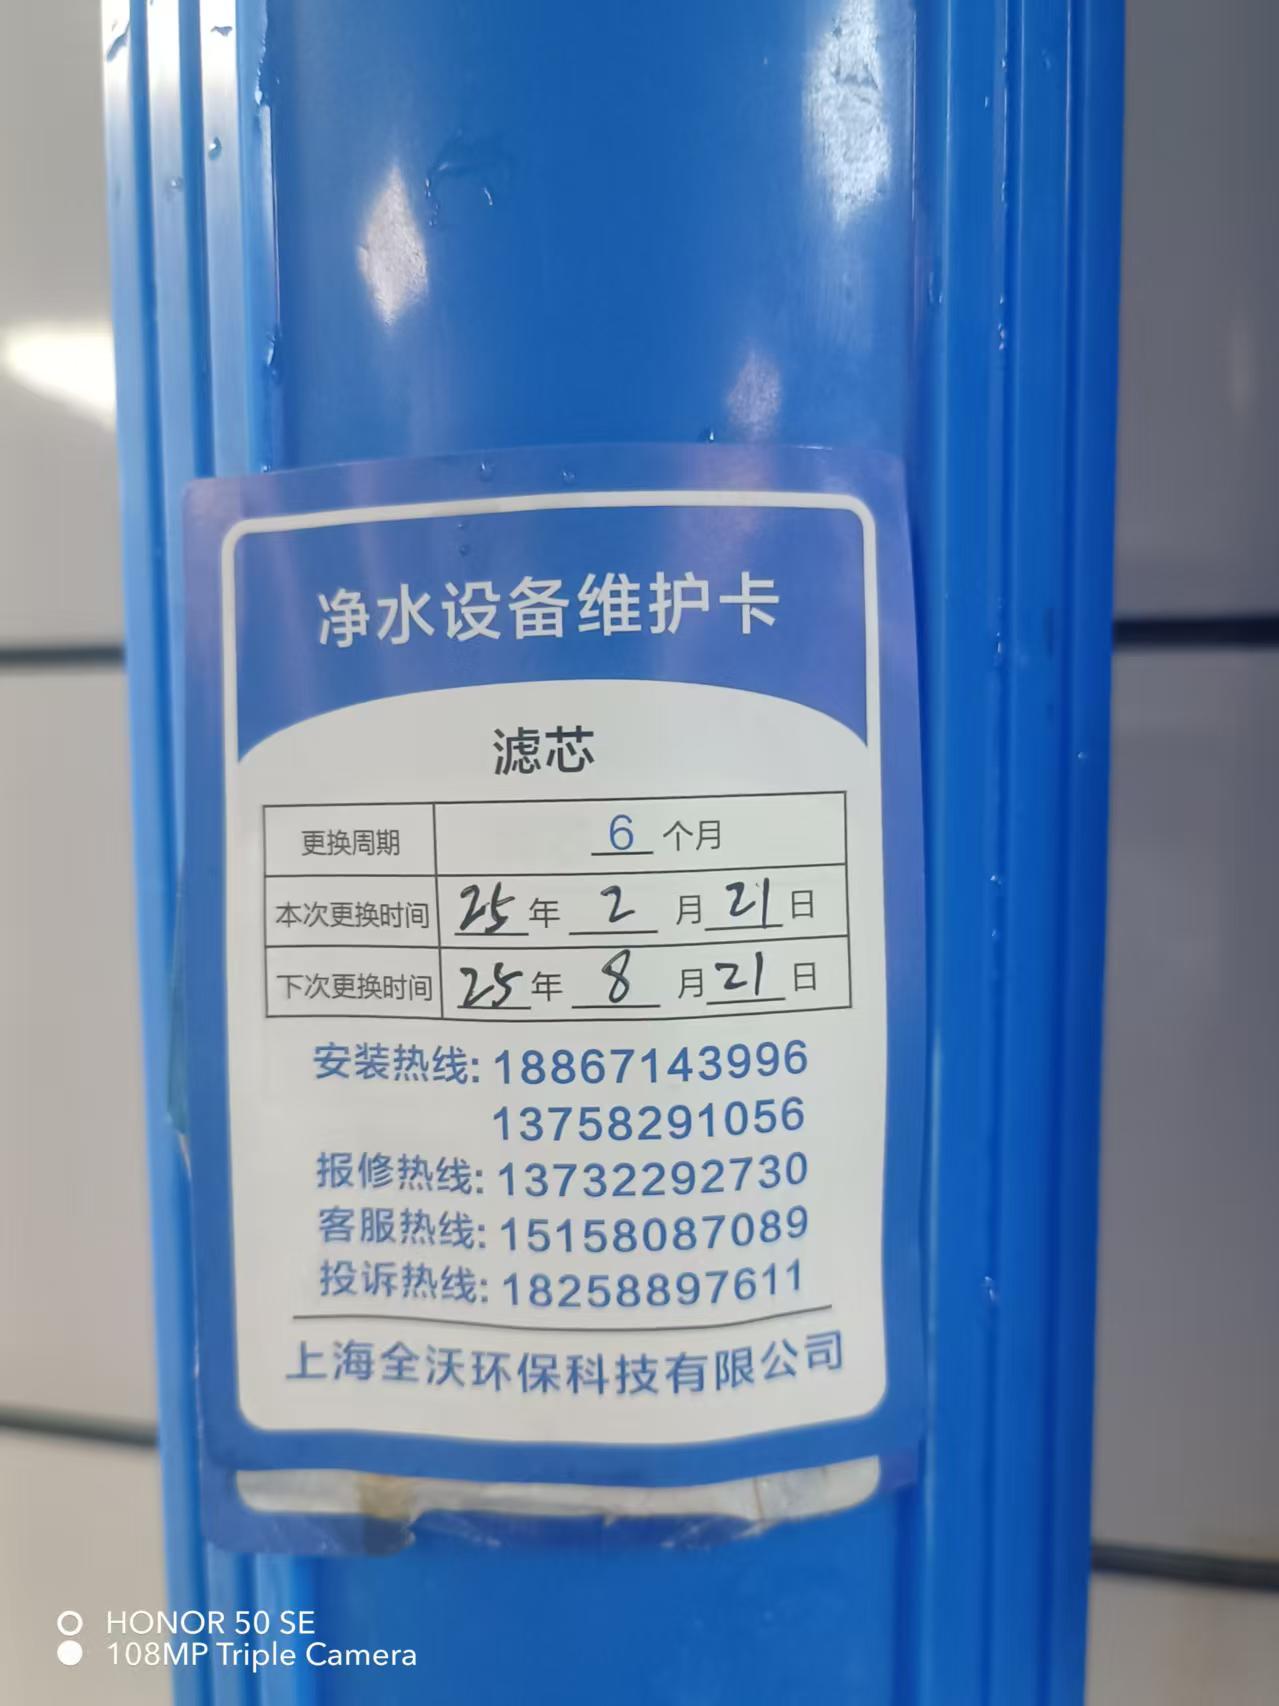 净水设备维护卡
滤芯
更换周期 6 个月
本次更换时间 25年 2 月 21 日
下次更换时间 25年 8 月 21 日
安装热线: 18867143996
13758291056
报修热线: 13732292730
客服热线: 15158087089
投诉热线: 18258897611
上海全沃环保科技有限公司
HONOR 50 SE
108MP Triple Camera